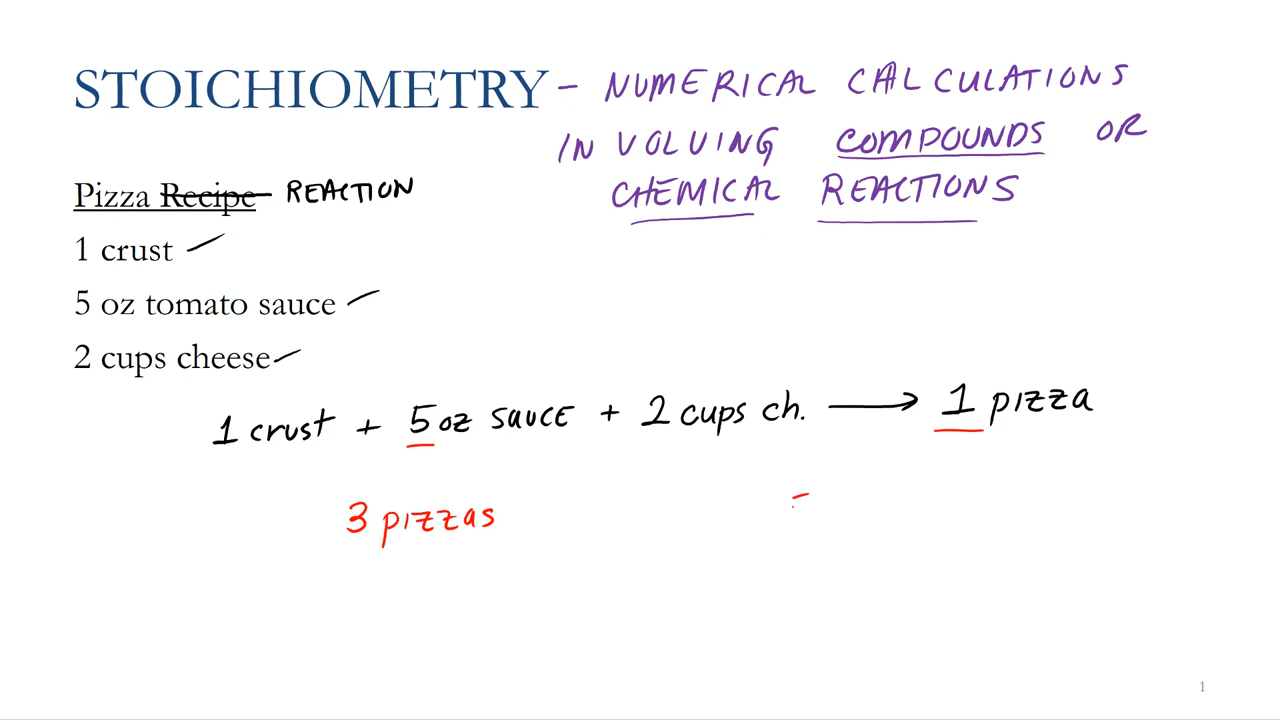 STOICHIOMETRY - NUMERICAL CALCULATIONS
INVOLVING COMPOUNDS OR
CHEMICAL REACTIONS
Pizza Recipe REACTION
1 crust
5 oz tomato sauce
2 cups cheese
1 crust + 5 oz SAUCE + 2 cups ch. → 1 pizza
3 pizzas
1